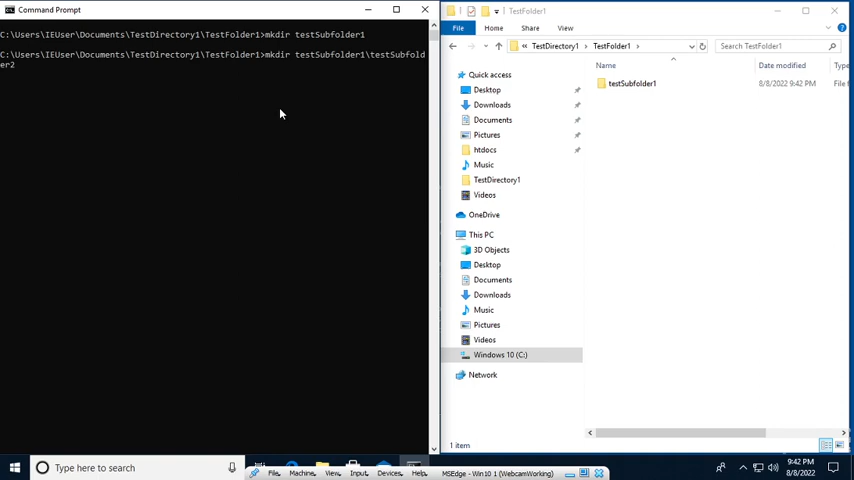 Command Prompt
C:\Users\IEUser\Documents\TestDirectory1\TestFolder1>mkdir testSubfolder1
C:\Users\IEUser\Documents\TestDirectory1\TestFolder1>mkdir testSubfolder1\testSubfold
er2
TestFolder1
File Home Share View
« TestDirectory1 › TestFolder1 › Search TestFolder1
Name Date modified Type
testSubfolder1 8/8/2022 9:42 PM File f
Quick access
Desktop
Downloads
Documents
Pictures
htdocs
Music
TestDirectory1
Videos
OneDrive
This PC
3D Objects
Desktop
Documents
Downloads
Music
Pictures
Videos
Windows 10 (C:)
Network
1 item
Type here to search
File Machine View Input Devices Help MSEdge - Win10 1 (WebcamWorking)
9:42 PM
8/8/2022